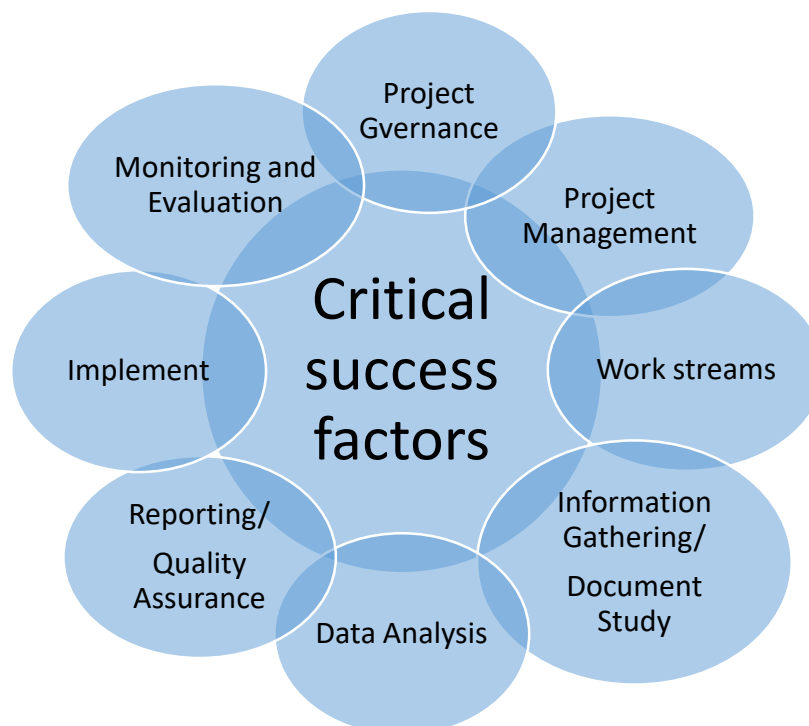 Project
Gvernance
Project
Management
Work streams
Information
Gathering/
Document
Study
Data Analysis
Reporting/
Quality
Assurance
Implement
Monitoring and
Evaluation
Critical
success
factors